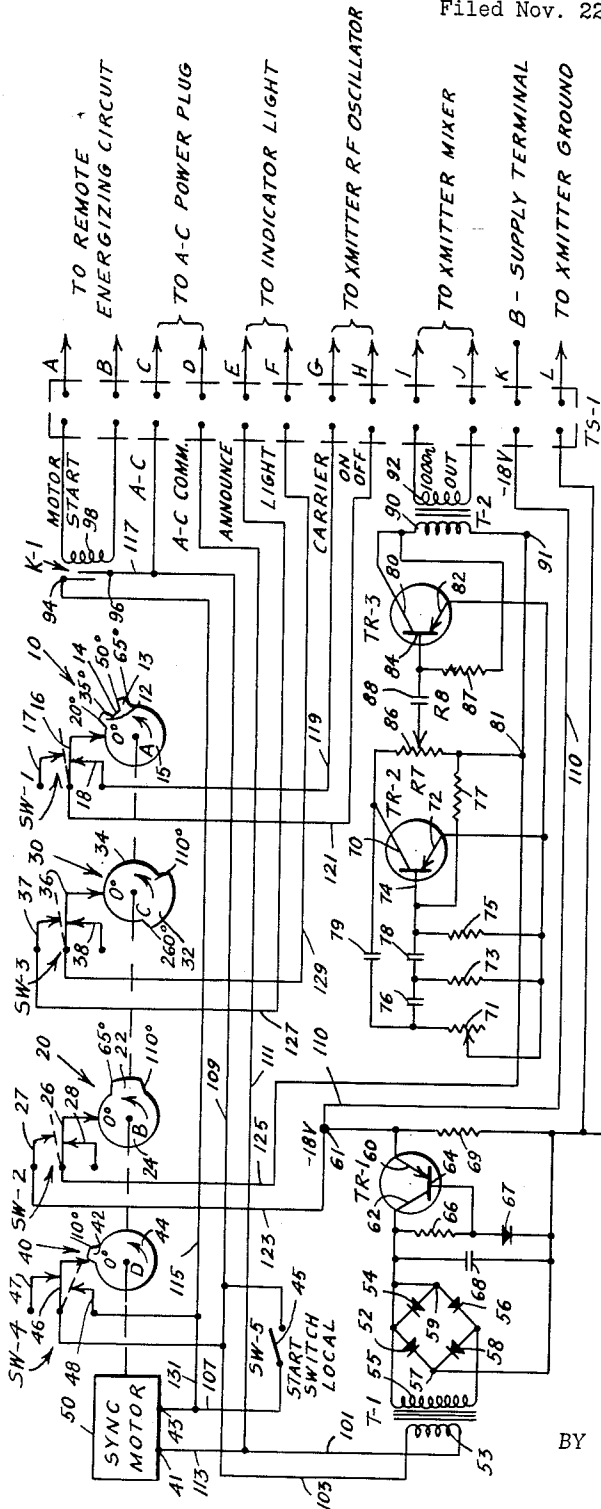 Filed Nov. 22
TO REMOTE
ENERGIZING CIRCUIT
TO A-C POWER PLUG
TO INDICATOR LIGHT
TO XMITTER RF OSCILLATOR
TO XMITTER MIXER
B - SUPPLY TERMINAL
TO XMITTER GROUND
A
B
C
D
E
F
G
H
I
J
K
L
TS-1
MOTOR
START
98
A-C
A-C COMM.
ANNOUNCE
LIGHT
CARRIER
ON
OFF
92
1000Ω
OUT
-18V
K-1
94
96
117
90
T-2
91
10
20°
35°
14
50°
65°
13
12
0°
A
15
17
16
SW-1
18
119
121
TR-3
80
82
84
87
88
R8
86
81
30
34
0°
110°
C
260°
32
37
36
SW-3
38
129
127
TR-2
R7
70
72
74
77
79
78
76
75
73
71
110
109
111
110
20
65°
22
0°
110°
B
24
27
26
28
SW-2
125
123
115
-18V
61
TR-1
60
62
64
69
66
67
68
40
10°
42
0°
D
44
47
46
48
SW-4
50
SYNC
MOTOR
41
43
131
107
113
SW-5
45
START
SWITCH
LOCAL
101
103
T-1
55
53
52
54
59
56
57
58
BY